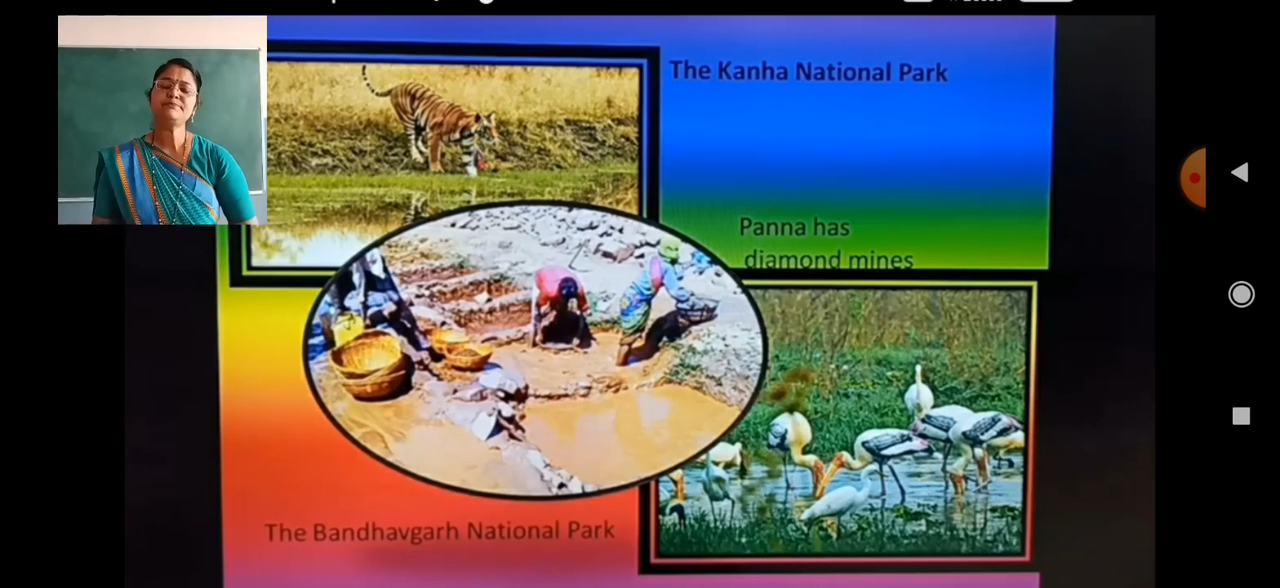 The Kanha National Park
Panna has
diamond mines
The Bandhavgarh National Park